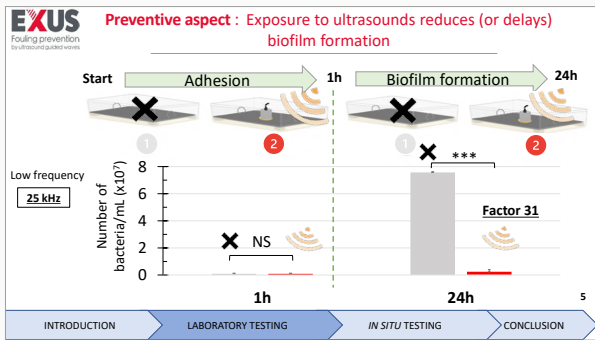 EXUS
Fouling prevention
by ultrasound guided waves
Preventive aspect : Exposure to ultrasounds reduces (or delays)
biofilm formation
Start
Adhesion
1h
Biofilm formation
24h
1
2
1
2
Low frequency
25 kHz
Number of
bacteria/mL (x10⁷)
8
6
4
2
0
NS
***
Factor 31
1h
24h
5
INTRODUCTION
LABORATORY TESTING
IN SITU TESTING
CONCLUSION